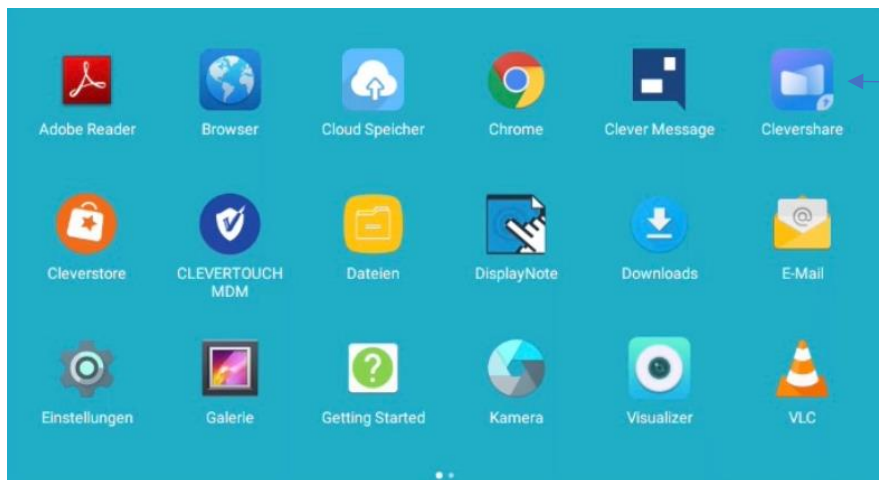 Adobe Reader
Browser
Cloud Speicher
Chrome
Clever Message
Clevershare
Cleverstore
CLEVERTOUCH
MDM
Dateien
DisplayNote
Downloads
E-Mail
Einstellungen
Galerie
Getting Started
Kamera
Visualizer
VLC